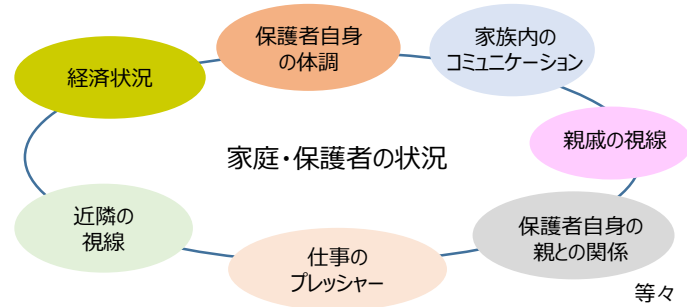 保護者自身
の体調
家族内の
コミュニケーション
経済状況
親戚の視線
家庭・保護者の状況
近隣の
視線
保護者自身の
親との関係
仕事の
プレッシャー
等々